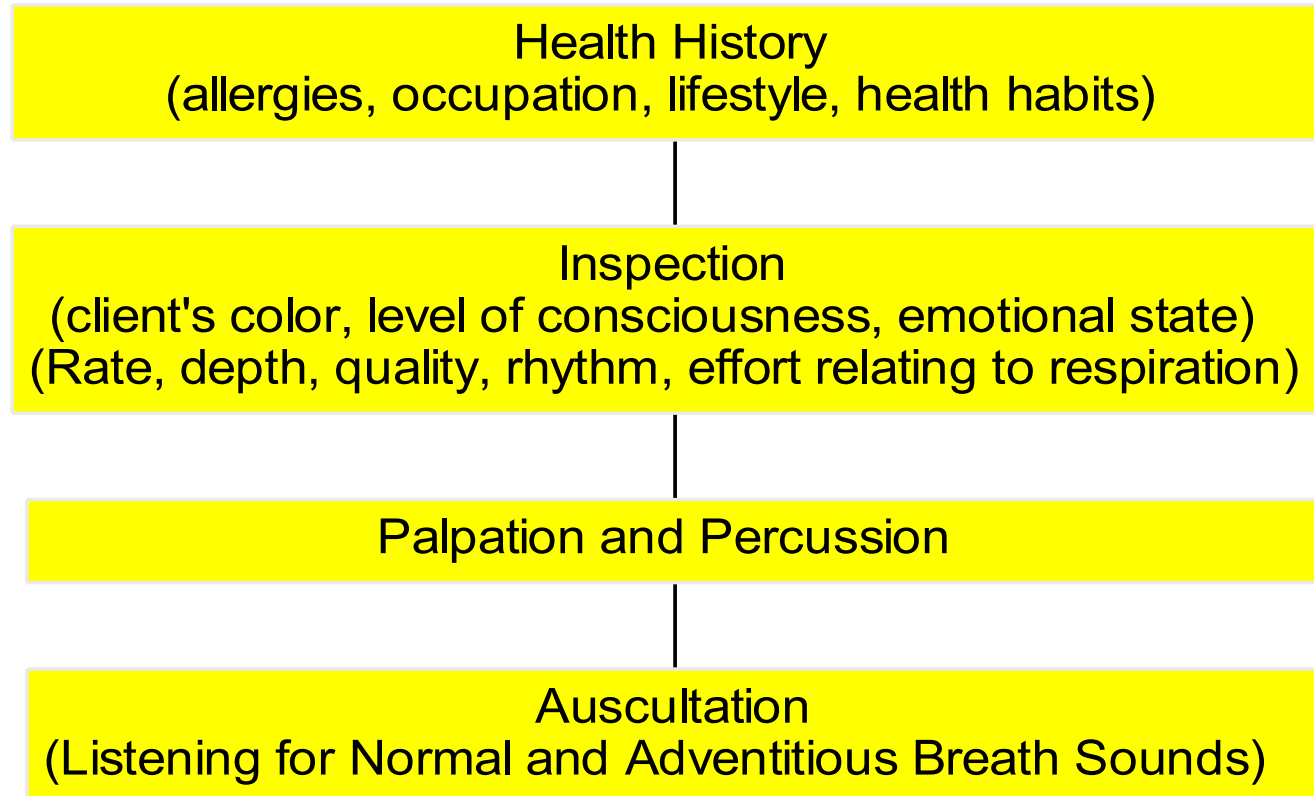 Health History
(allergies, occupation, lifestyle, health habits)
Inspection
(client's color, level of consciousness, emotional state)
(Rate, depth, quality, rhythm, effort relating to respiration)
Palpation and Percussion
Auscultation
(Listening for Normal and Adventitious Breath Sounds)